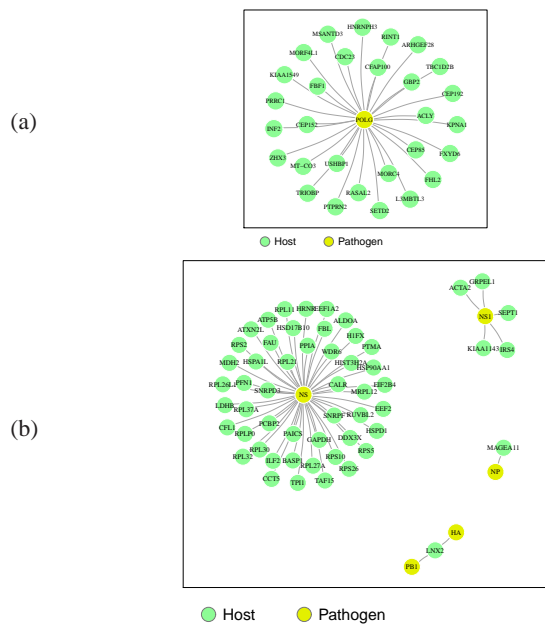 HNRNPH3
MSANTD3
RINT1
ARHGEF28
MORF4L1
CDC23
CFAP100
TBC1D2B
KIAA1549
FBF1
GBP2
PRRC1
CEP192
(a)
POLG
ACLY
INF2
CEP152
KPNA1
ZHX3
USHBP1
CEP85
FXYD6
MT-CO3
MORC4
FHL2
TRIOBP
RASAL2
L3MBTL3
PTPRN2
SETD2
Host Pathogen
ACTA2
GRPEL1
NS1
SEPT1
KIAA1143
IRS4
RPL11
HRNR
EEF1A2
ATP5B
HSD17B10
FBL
ALDOA
ATXN2L
H1FX
RPS2
FAU
PPIA
WDR6
PTMA
MDH2
HSPA1L
RPL21
HIST3H2A
HSP90AA1
RPL26L1
PFN1
SNRPD3
CALR
EIF2B4
NS
MRPL12
LDHB
RPL37A
SNRPF
RUVBL2
EEF2
CFL1
RPLP0
PCBP2
PAICS
DDX3X
HSPD1
(b)
GAPDH
RPL32
RPL30
ILF2
BASP1
RPL27A
RPS10
RPS5
RPS26
CCT5
TPI1
TAF15
MAGEA11
NP
HA
LNX2
PB1
Host Pathogen